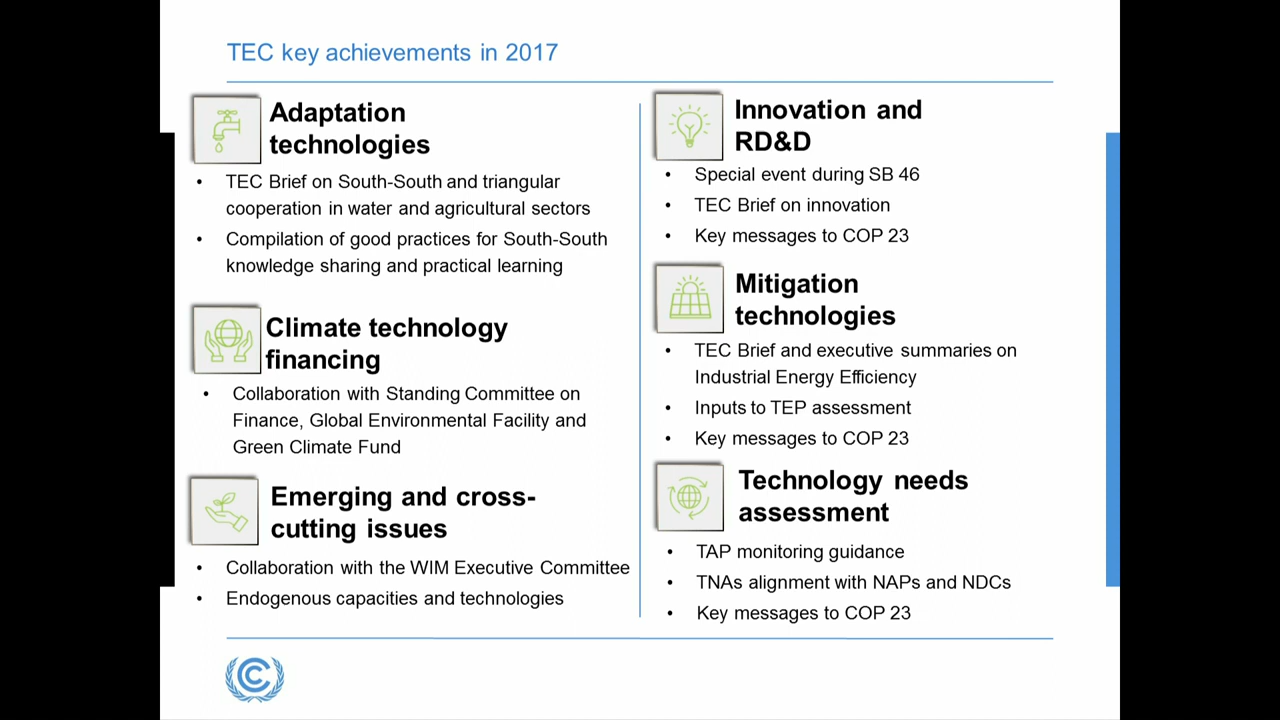 TEC key achievements in 2017
Adaptation
technologies
• TEC Brief on South-South and triangular
cooperation in water and agricultural sectors
• Compilation of good practices for South-South
knowledge sharing and practical learning
Climate technology
financing
• Collaboration with Standing Committee on
Finance, Global Environmental Facility and
Green Climate Fund
Emerging and cross-
cutting issues
• Collaboration with the WIM Executive Committee
• Endogenous capacities and technologies
Innovation and
RD&D
• Special event during SB 46
• TEC Brief on innovation
• Key messages to COP 23
Mitigation
technologies
• TEC Brief and executive summaries on
Industrial Energy Efficiency
• Inputs to TEP assessment
• Key messages to COP 23
Technology needs
assessment
• TAP monitoring guidance
• TNAs alignment with NAPs and NDCs
• Key messages to COP 23